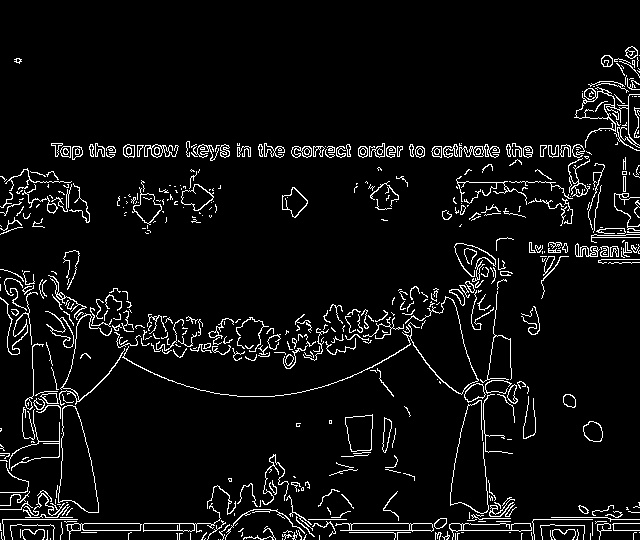 Tap the arrow keys in the correct order to activate the rune.
Lv. 224